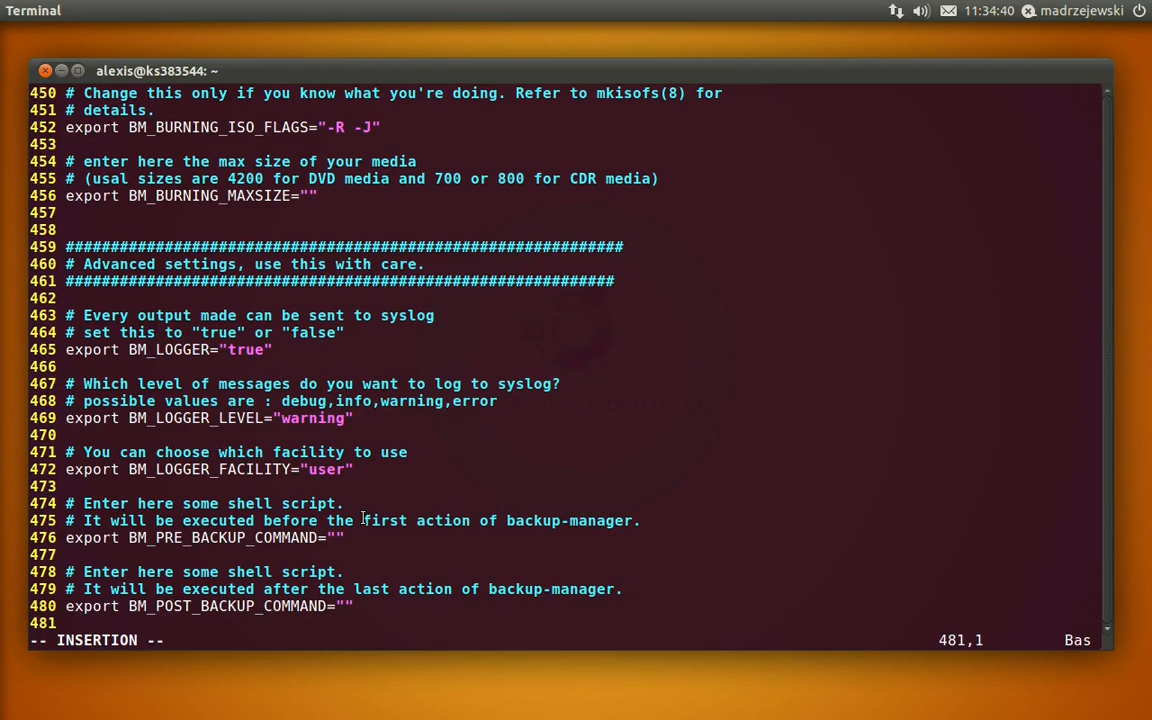 Terminal
11:34:40 madrzejewski
alexis@ks383544: ~
450 # Change this only if you know what you're doing. Refer to mkisofs(8) for
451 # details.
452 export BM_BURNING_ISO_FLAGS="-R -J"
453
454 # enter here the max size of your media
455 # (usal sizes are 4200 for DVD media and 700 or 800 for CDR media)
456 export BM_BURNING_MAXSIZE=""
457
458
459 ##############################################################
460 # Advanced settings, use this with care.
461 #############################################################
462
463 # Every output made can be sent to syslog
464 # set this to "true" or "false"
465 export BM_LOGGER="true"
466
467 # Which level of messages do you want to log to syslog?
468 # possible values are : debug,info,warning,error
469 export BM_LOGGER_LEVEL="warning"
470
471 # You can choose which facility to use
472 export BM_LOGGER_FACILITY="user"
473
474 # Enter here some shell script.
475 # It will be executed before the first action of backup-manager.
476 export BM_PRE_BACKUP_COMMAND=""
477
478 # Enter here some shell script.
479 # It will be executed after the last action of backup-manager.
480 export BM_POST_BACKUP_COMMAND=""
481
-- INSERTION -- 481,1 Bas